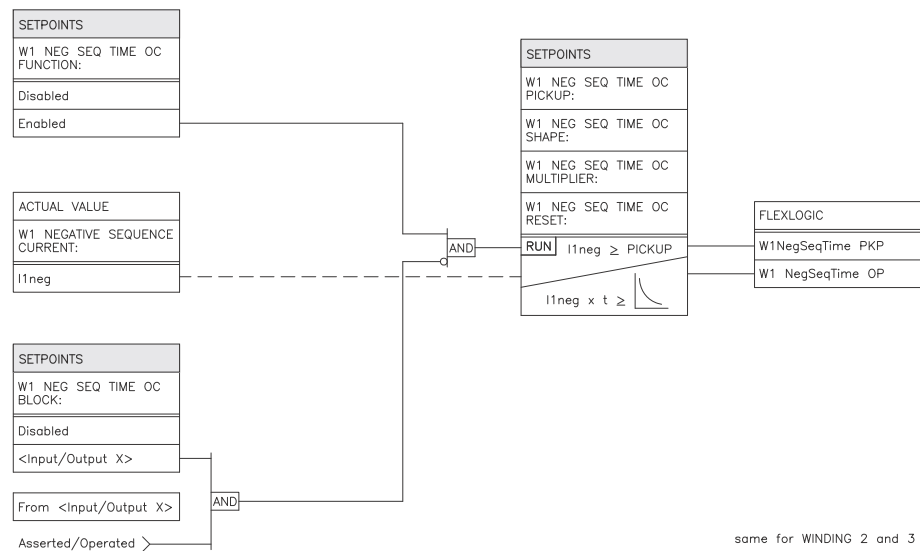 SETPOINTS
W1 NEG SEQ TIME OC
FUNCTION:
Disabled
Enabled
ACTUAL VALUE
W1 NEGATIVE SEQUENCE
CURRENT:
I1neg
SETPOINTS
W1 NEG SEQ TIME OC
BLOCK:
Disabled
<Input/Output X>
From <Input/Output X>
Asserted/Operated
AND
AND
SETPOINTS
W1 NEG SEQ TIME OC
PICKUP:
W1 NEG SEQ TIME OC
SHAPE:
W1 NEG SEQ TIME OC
MULTIPLIER:
W1 NEG SEQ TIME OC
RESET:
RUN I1neg ≥ PICKUP
I1neg x t ≥
FLEXLOGIC
W1NegSeqTime PKP
W1 NegSeqTime OP
same for WINDING 2 and 3